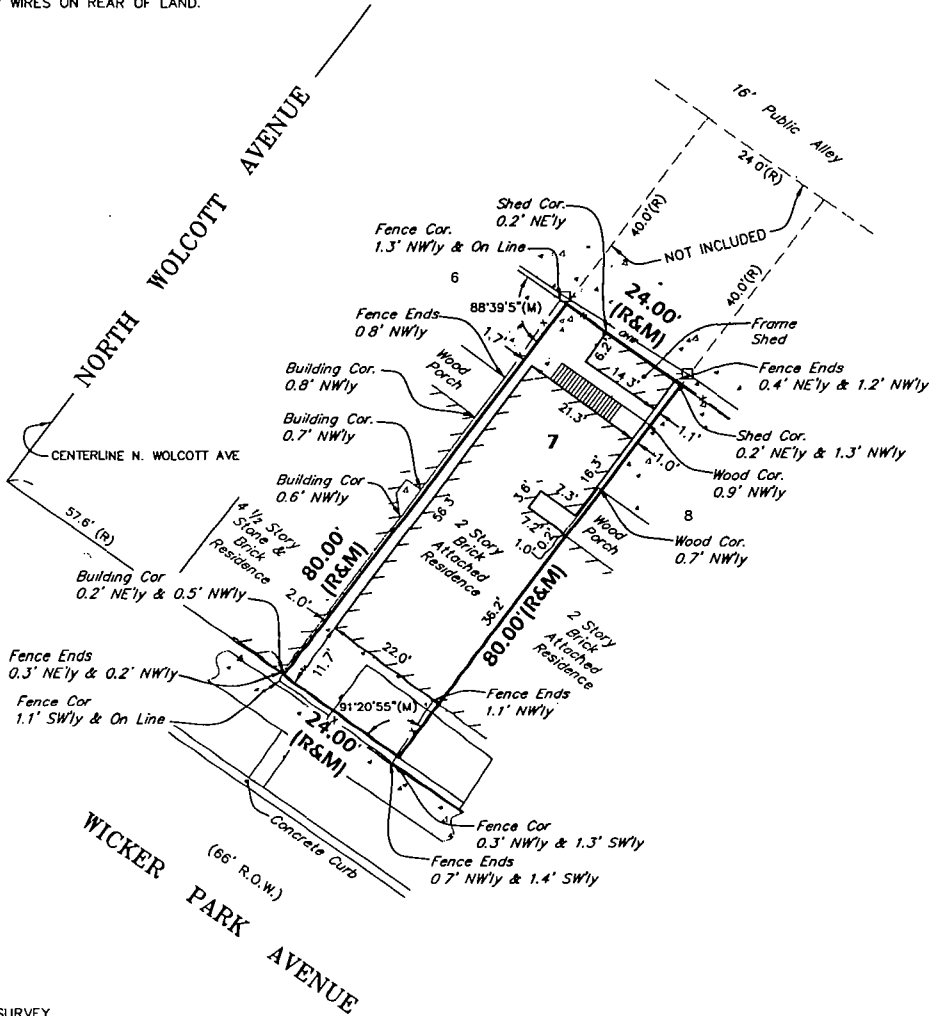 WIRES ON REAR OF LAND.
NORTH WOLCOTT AVENUE
16' Public Alley
24.0'(R)
40.0'(R)
NOT INCLUDED
40.0'(R)
Shed Cor.
0.2' NE'ly
Fence Cor.
1.3' NW'ly & On Line
6
88°39'5"(M)
24.00'
(R&M)
Frame
Shed
Fence Ends
0.8' NW'ly
1.7'
6.2'
14.3'
Fence Ends
0.4' NE'ly & 1.2' NW'ly
Wood
Porch
Building Cor.
0.8' NW'ly
21.3'
7
1.1'
Shed Cor.
0.2' NE'ly & 1.3' NW'ly
1.0'
Building Cor.
0.7' NW'ly
16.3'
Wood Cor.
0.9' NW'ly
CENTERLINE N. WOLCOTT AVE
Building Cor
0.6' NW'ly
3.6'
7.3'
8
57.6' (R)
4 ½ Story
Stone &
Brick
Residence
56.3'
7.2'
1.0'
0.2'
Wood
Porch
Wood Cor.
0.7' NW'ly
80.00'
(R&M)
2 Story
Brick
Attached
Residence
Building Cor
0.2' NE'ly & 0.5' NW'ly
2.0'
36.2'
80.00'(R&M)
2 Story
Brick
Attached
Residence
Fence Ends
0.3' NE'ly & 0.2' NW'ly
11.7'
22.0'
Fence Cor
1.1' SW'ly & On Line
91°20'55"(M)
Fence Ends
1.1' NW'ly
24.00'
(R&M)
Concrete Curb
Fence Cor
0.3' NW'ly & 1.3' SW'ly
Fence Ends
0.7' NW'ly & 1.4' SW'ly
(66' R.O.W.)
WICKER PARK AVENUE
SURVEY